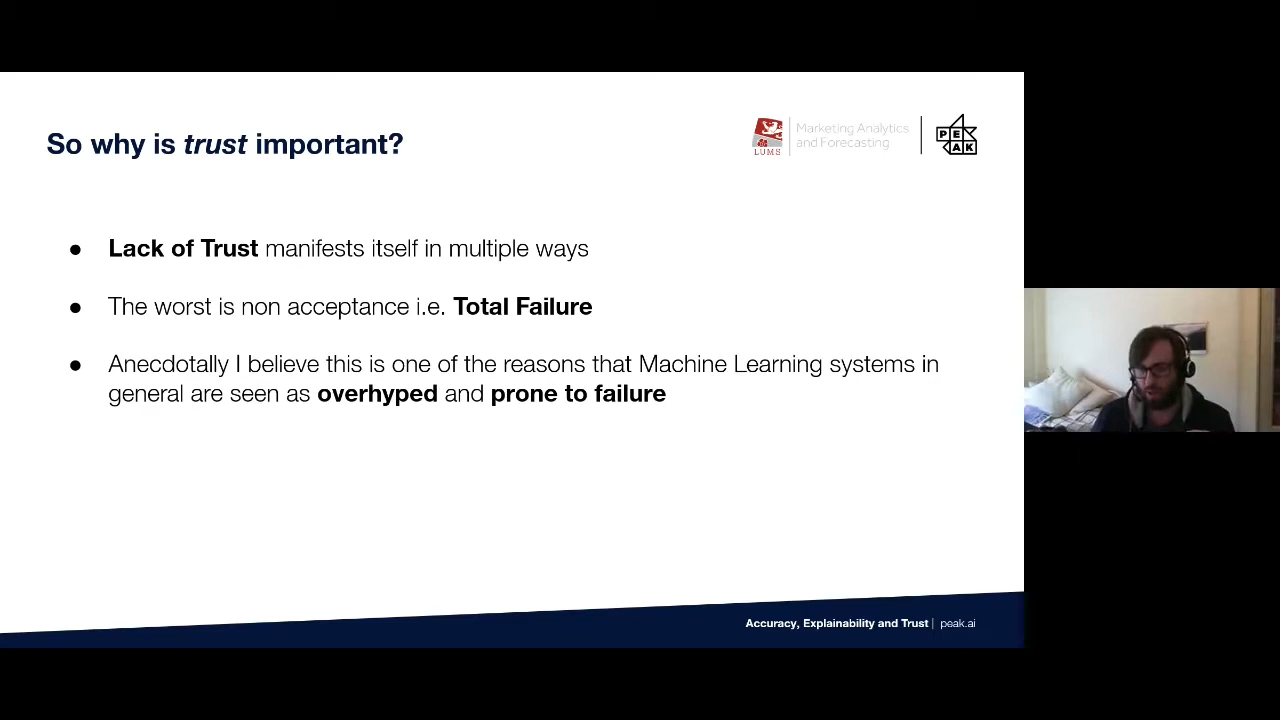 So why is trust important?
LUMS
Marketing Analytics
and Forecasting
PE
AK
● Lack of Trust manifests itself in multiple ways
● The worst is non acceptance i.e. Total Failure
● Anecdotally I believe this is one of the reasons that Machine Learning systems in
general are seen as overhyped and prone to failure
Accuracy, Explainability and Trust | peak.ai